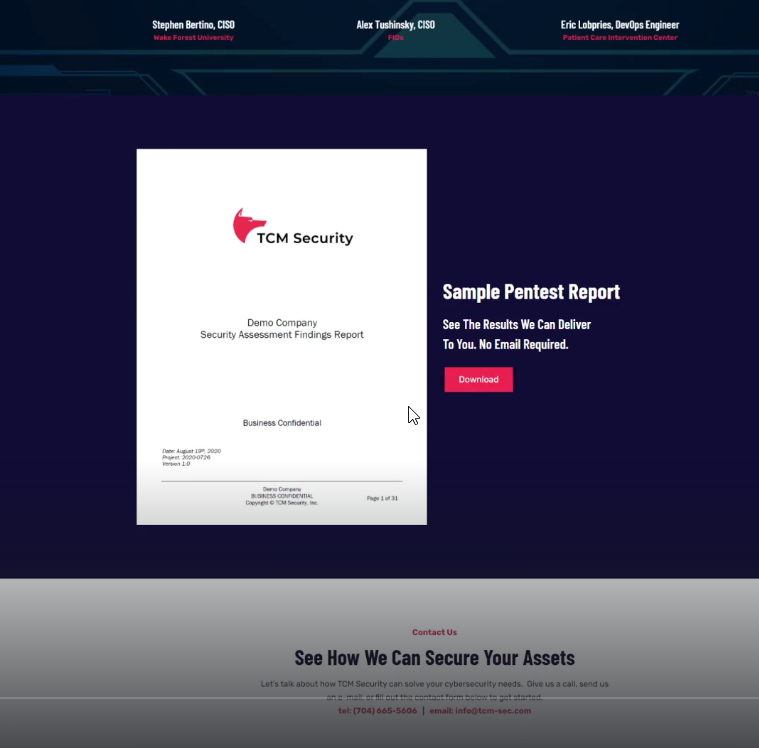 Stephen Bertino, CISO
Wake Forest University
Alex Tushinsky, CISO
FIDs
Eric Lobpries, DevOps Engineer
Patient Care Intervention Center
TCM Security
Demo Company
Security Assessment Findings Report
Business Confidential
Date: August 19th, 2020
Project: 2020-0726
Version 1.0
Demo Company
BUSINESS CONFIDENTIAL
Copyright © TCM Security, Inc.
Page 1 of 31
Sample Pentest Report
See The Results We Can Deliver
To You. No Email Required.
Download
Contact Us
See How We Can Secure Your Assets
Let's talk about how TCM Security can solve your cybersecurity needs. Give us a call, send us
an e-mail, or fill out the contact form below to get started.
tel: (704) 665-5606 | email: info@tcm-sec.com